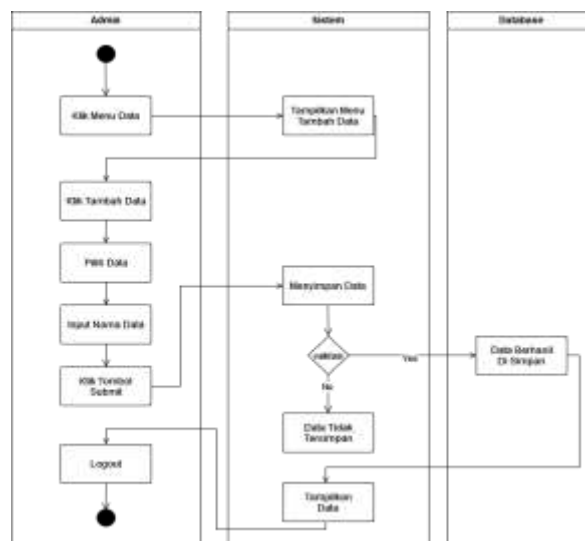 Admin
Sistem
Database
Klik Menu Data
Tampilkan Menu
Tambah Data
Klik Tambah Data
Pilih Data
Input Nama Data
Klik Tombol
Submit
Menyimpan Data
validasi
Yes
No
Data Berhasil
Di Simpan
Data Tidak
Tersimpan
Logout
Tampilkan
Data